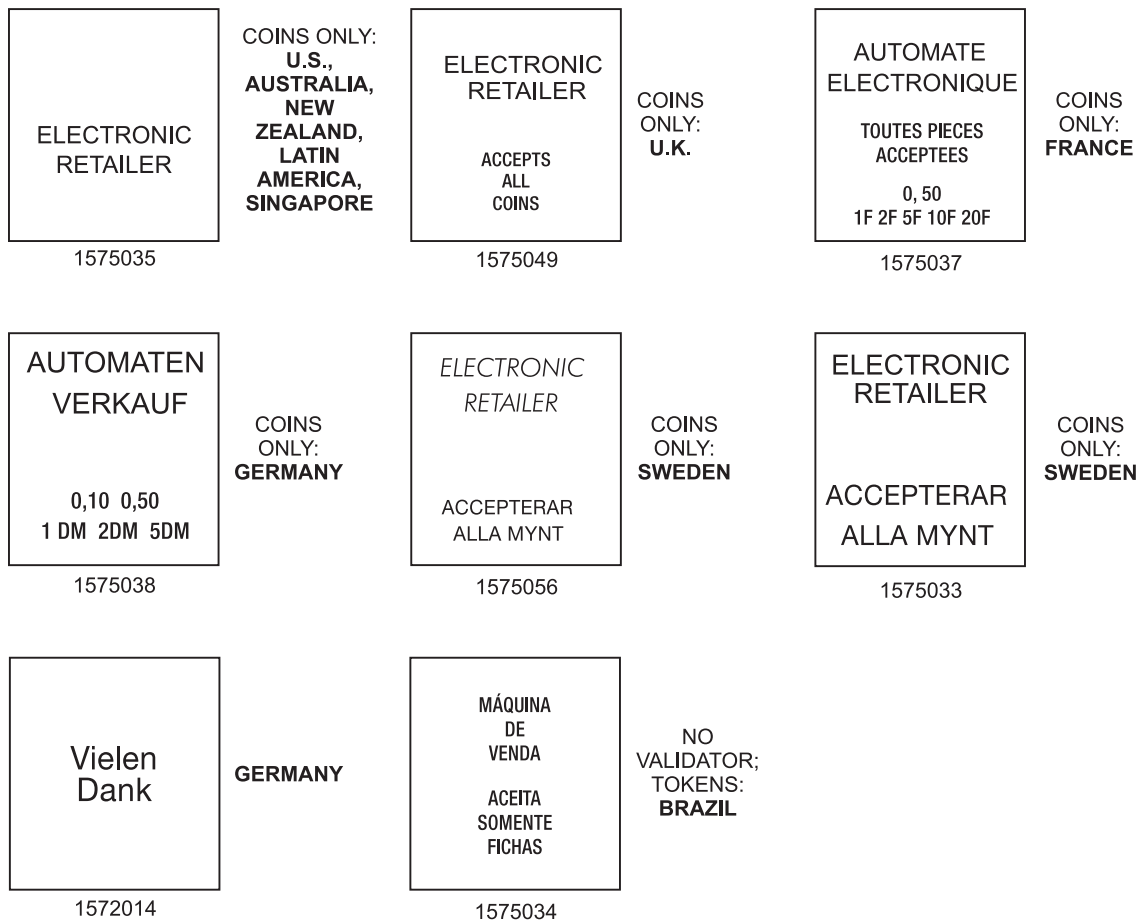 ELECTRONIC
RETAILER
1575035
COINS ONLY:
U.S.,
AUSTRALIA,
NEW
ZEALAND,
LATIN
AMERICA,
SINGAPORE
ELECTRONIC
RETAILER
ACCEPTS
ALL
COINS
1575049
COINS
ONLY:
U.K.
AUTOMATE
ELECTRONIQUE
TOUTES PIECES
ACCEPTEES
0, 50
1F 2F 5F 10F 20F
1575037
COINS
ONLY:
FRANCE
AUTOMATEN
VERKAUF
0,10 0,50
1 DM 2DM 5DM
1575038
COINS
ONLY:
GERMANY
ELECTRONIC
RETAILER
ACCEPTERAR
ALLA MYNT
1575056
COINS
ONLY:
SWEDEN
ELECTRONIC
RETAILER
ACCEPTERAR
ALLA MYNT
1575033
COINS
ONLY:
SWEDEN
Vielen
Dank
1572014
GERMANY
MÁQUINA
DE
VENDA
ACEITA
SOMENTE
FICHAS
1575034
NO
VALIDATOR;
TOKENS:
BRAZIL